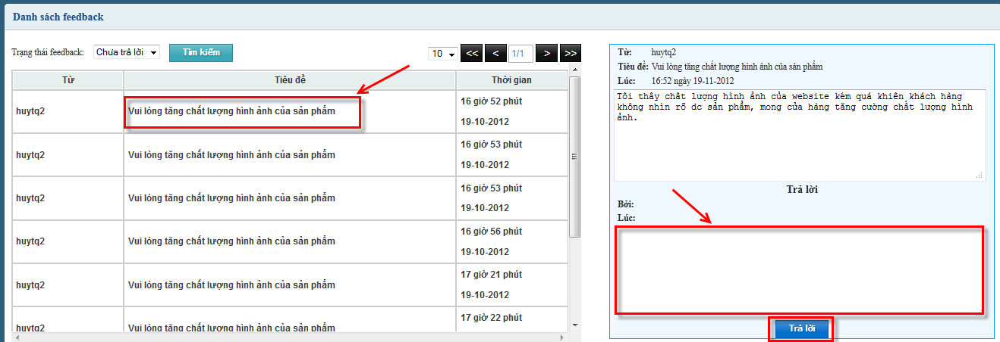 Danh sách feedback
Trạng thái feedback: Chưa trả lời Tìm kiếm 10 << < 1/1 > >>
Từ Tiêu đề Thời gian
huytq2 Vui lòng tăng chất lượng hình ảnh của sản phẩm 16 giờ 52 phút
19-10-2012
huytq2 Vui lòng tăng chất lượng hình ảnh của sản phẩm 16 giờ 53 phút
19-10-2012
huytq2 Vui lòng tăng chất lượng hình ảnh của sản phẩm 16 giờ 53 phút
19-10-2012
huytq2 Vui lòng tăng chất lượng hình ảnh của sản phẩm 16 giờ 56 phút
19-10-2012
huytq2 Vui lòng tăng chất lượng hình ảnh của sản phẩm 17 giờ 21 phút
19-10-2012
huytq2 Vui lòng tăng chất lượng hình ảnh của sản phẩm 17 giờ 22 phút
Từ: huytq2
Tiêu đề: Vui lòng tăng chất lượng hình ảnh của sản phẩm
Lúc: 16:52 ngày 19-11-2012
Tôi thấy chất lượng hình ảnh của website kém quá khiến khách hàng
không nhìn rõ dc sản phẩm, mong cửa hàng tăng cường chất lượng hình
ảnh.
Trả lời
Bởi:
Lúc:
Trả lời